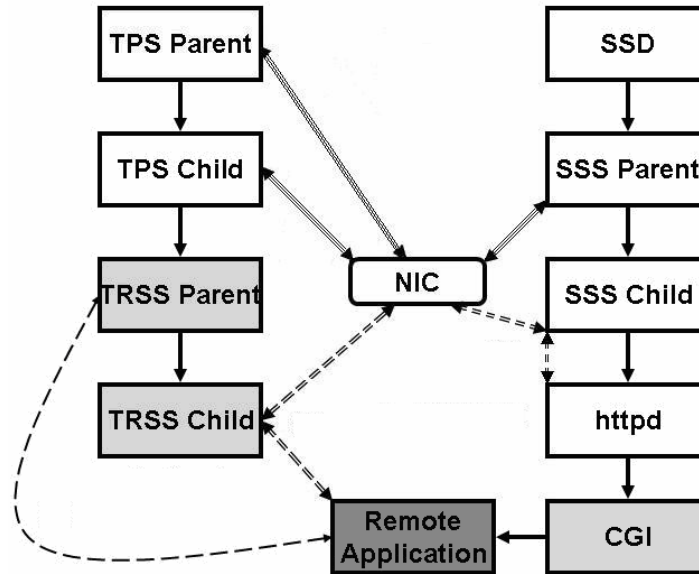 TPS Parent
SSD
TPS Child
SSS Parent
TRSS Parent
NIC
SSS Child
TRSS Child
httpd
Remote
Application
CGI